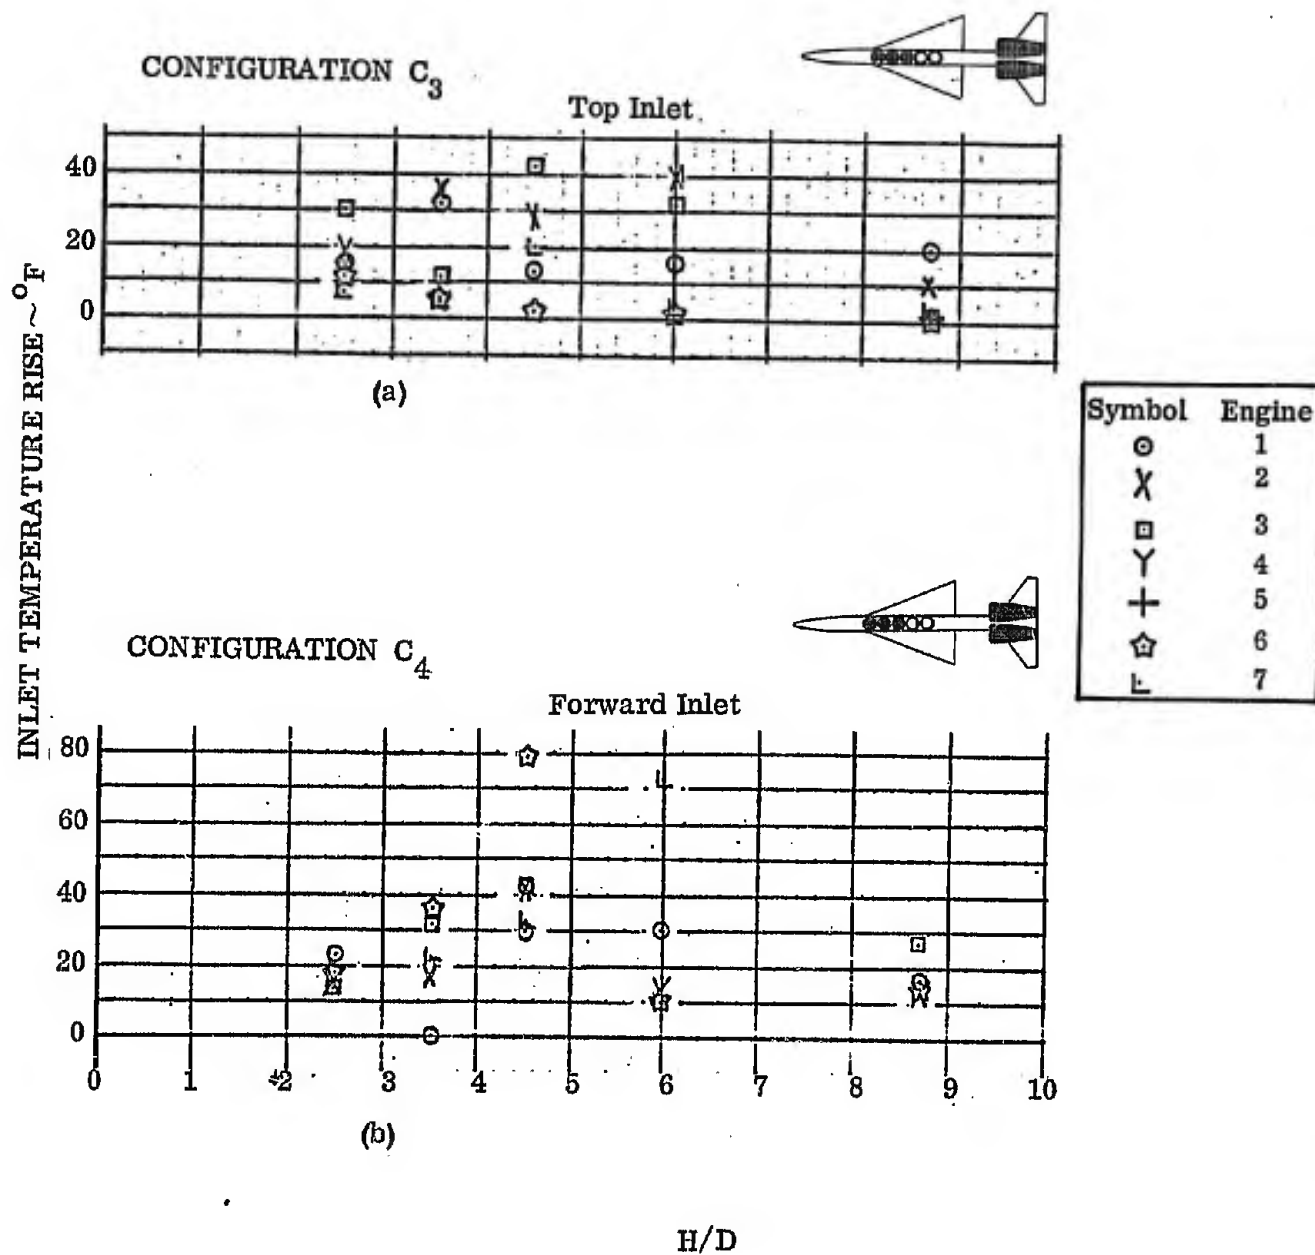 CONFIGURATION C3
Top Inlet
40
20
0
(a)
INLET TEMPERATURE RISE ~ °F
Symbol Engine
1
2
3
4
5
6
7
CONFIGURATION C4
Forward Inlet
80
60
40
20
0
0 1 2 3 4 5 6 7 8 9 10
(b)
H/D